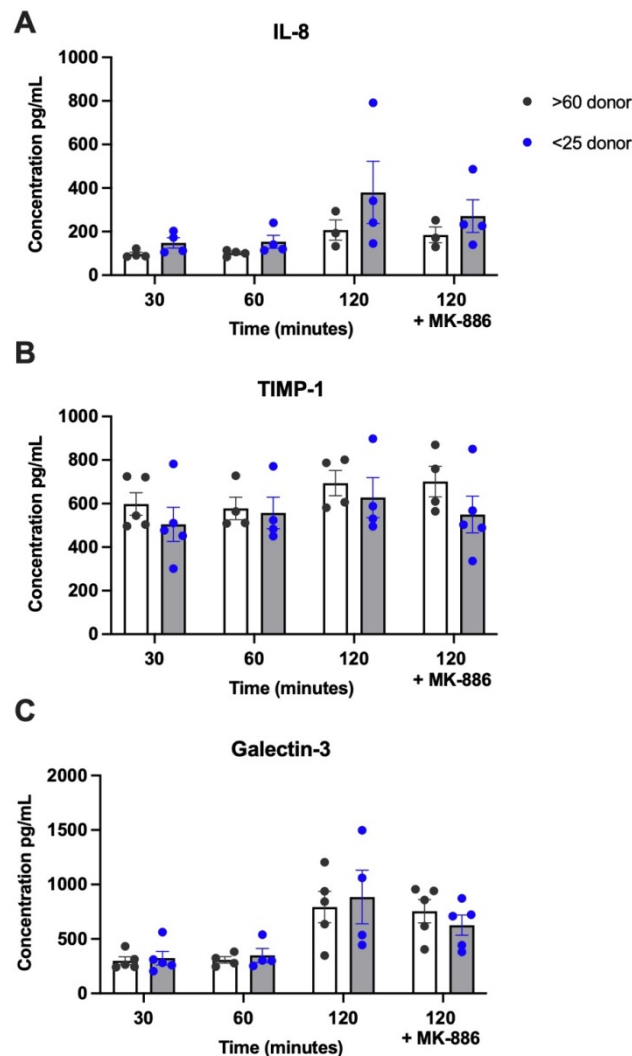 A
IL-8
Concentration pg/mL
1000
800
600
400
200
0
>60 donor
<25 donor
30 60 120 120
+ MK-886
Time (minutes)
B
TIMP-1
Concentration pg/mL
1000
800
600
400
200
0
30 60 120 120
+ MK-886
Time (minutes)
C
Galectin-3
Concentration pg/mL
2000
1500
1000
500
0
30 60 120 120
+ MK-886
Time (minutes)